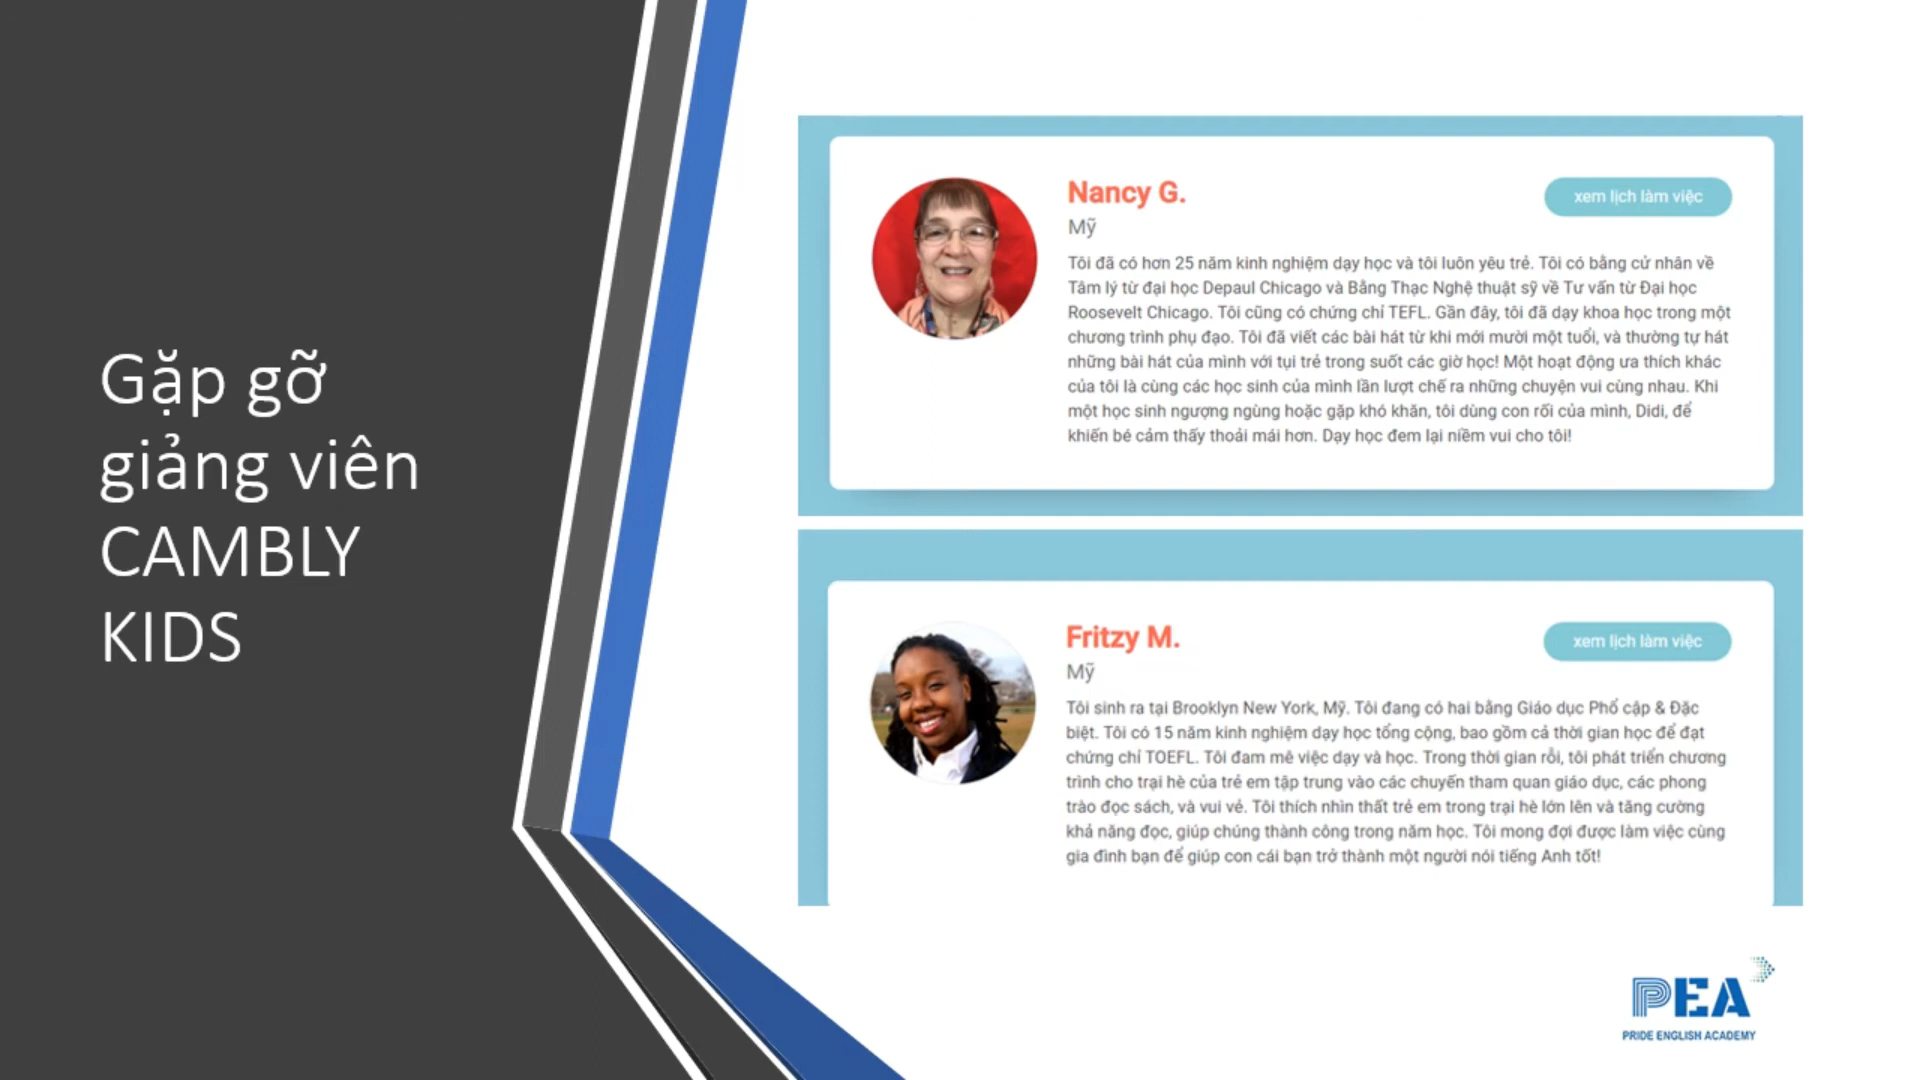 Gặp gỡ
giảng viên
CAMBLY
KIDS
Nancy G.
xem lịch làm việc
Mỹ
Tôi đã có hơn 25 năm kinh nghiệm dạy học và tôi luôn yêu trẻ. Tôi có bằng cử nhân về
Tâm lý từ đại học Depaul Chicago và Bằng Thạc Nghệ thuật sỹ về Tư vấn từ Đại học
Roosevelt Chicago. Tôi cũng có chứng chỉ TEFL. Gần đây, tôi đã dạy khoa học trong một
chương trình phụ đạo. Tôi đã viết các bài hát từ khi mới mười một tuổi, và thường tự hát
những bài hát của mình với tụi trẻ trong suốt các giờ học! Một hoạt động ưa thích khác
của tôi là cùng các học sinh của mình lần lượt chế ra những chuyện vui cùng nhau. Khi
một học sinh ngượng ngùng hoặc gặp khó khăn, tôi dùng con rối của mình, Didi, để
khiến bé cảm thấy thoải mái hơn. Dạy học đem lại niềm vui cho tôi!
Fritzy M.
xem lịch làm việc
Mỹ
Tôi sinh ra tại Brooklyn New York, Mỹ. Tôi đang có hai bằng Giáo dục Phổ cập & Đặc
biệt. Tôi có 15 năm kinh nghiệm dạy học tổng cộng, bao gồm cả thời gian học để đạt
chứng chỉ TOEFL. Tôi đam mê việc dạy và học. Trong thời gian rỗi, tôi phát triển chương
trình cho trại hè của trẻ em tập trung vào các chuyến tham quan giáo dục, các phong
trào đọc sách, và vui vẻ. Tôi thích nhìn thất trẻ em trong trại hè lớn lên và tăng cường
khả năng đọc, giúp chúng thành công trong năm học. Tôi mong đợi được làm việc cùng
gia đình bạn để giúp con cái bạn trở thành một người nói tiếng Anh tốt!
PEA
PRIDE ENGLISH ACADEMY